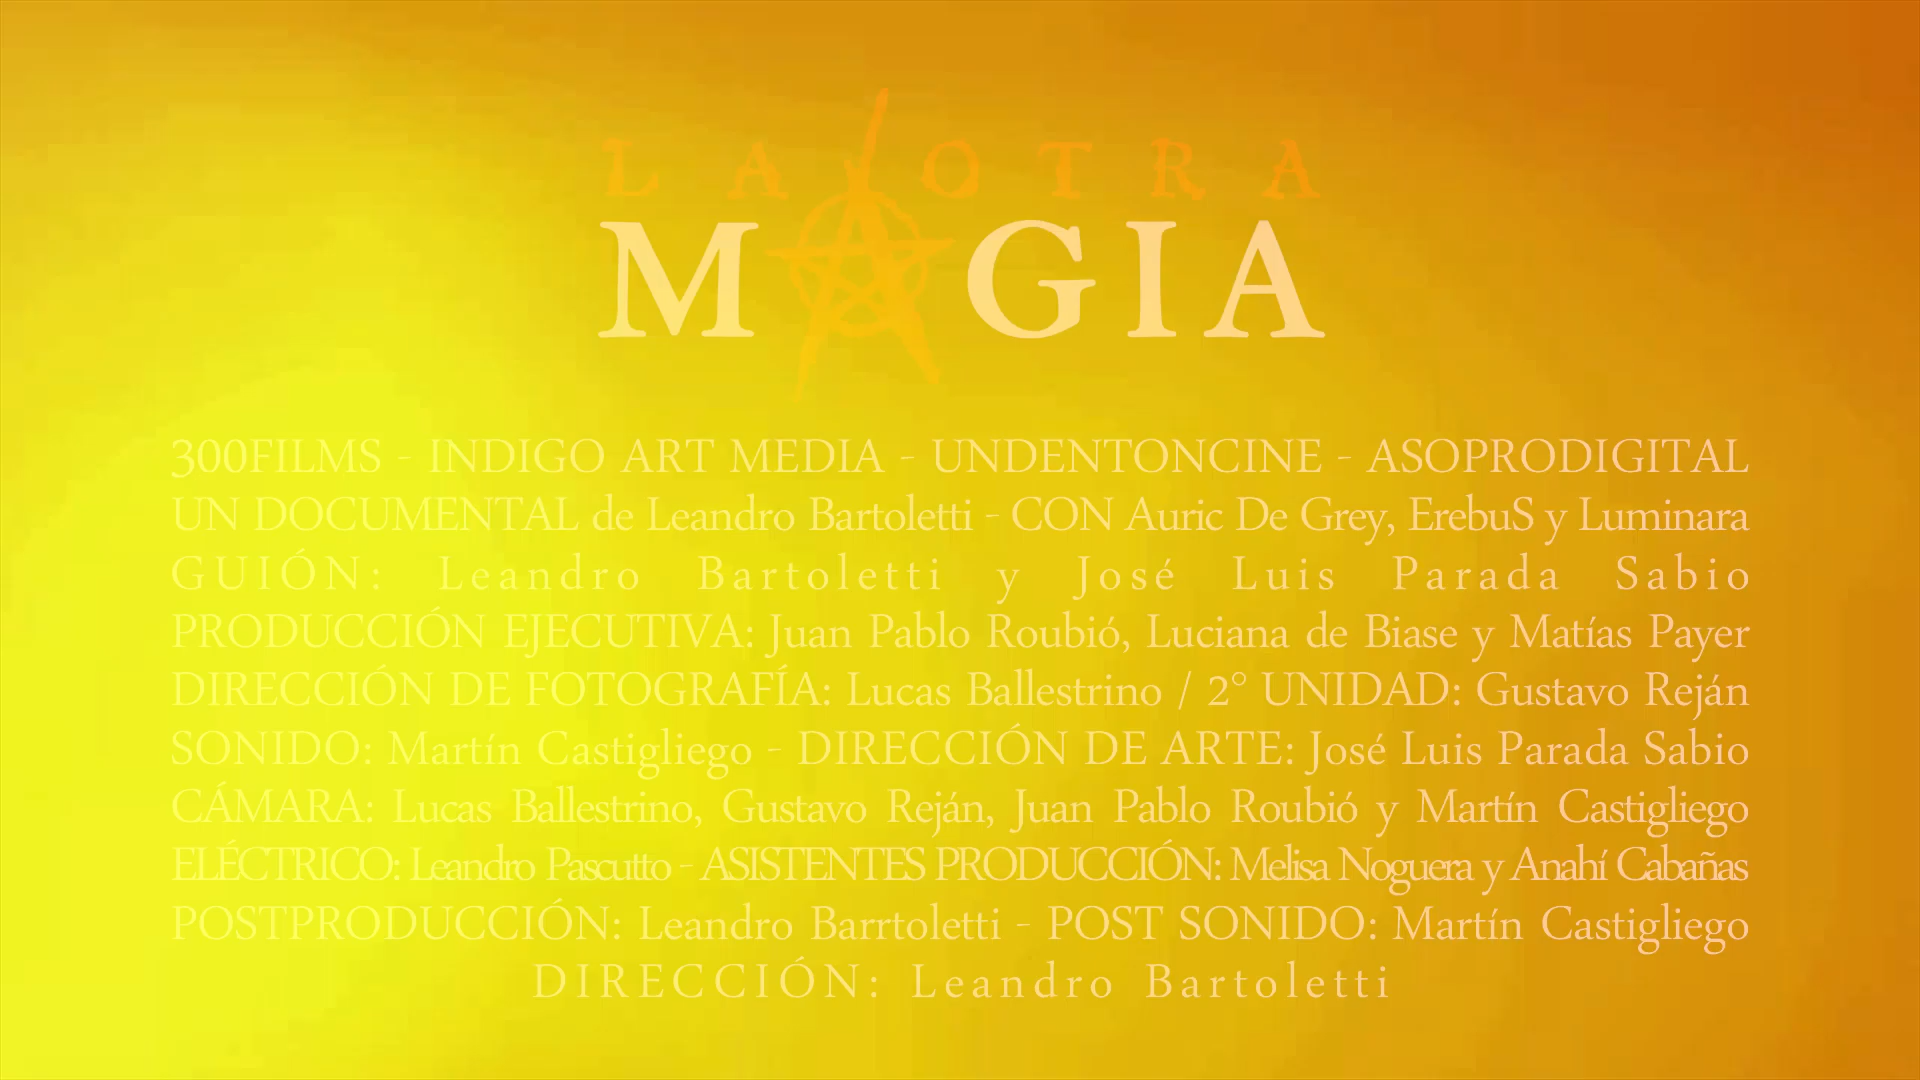 LA OTRA
MAGIA
300FILMS - INDIGO ART MEDIA - UNDENTONCINE - ASOPRODIGITAL
UN DOCUMENTAL de Leandro Bartoletti - CON Auric De Grey, ErebuS y Luminara
GUIÓN: Leandro Bartoletti y José Luis Parada Sabio
PRODUCCIÓN EJECUTIVA: Juan Pablo Roubió, Luciana de Biase y Matías Payer
DIRECCIÓN DE FOTOGRAFÍA: Lucas Ballestrino / 2° UNIDAD: Gustavo Reján
SONIDO: Martín Castigliego - DIRECCIÓN DE ARTE: José Luis Parada Sabio
CÁMARA: Lucas Ballestrino, Gustavo Reján, Juan Pablo Roubió y Martín Castigliego
ELÉCTRICO: Leandro Pascutto - ASISTENTES PRODUCCIÓN: Melisa Noguera y Anahí Cabañas
POSTPRODUCCIÓN: Leandro Barrtoletti - POST SONIDO: Martín Castigliego
DIRECCIÓN: Leandro Bartoletti